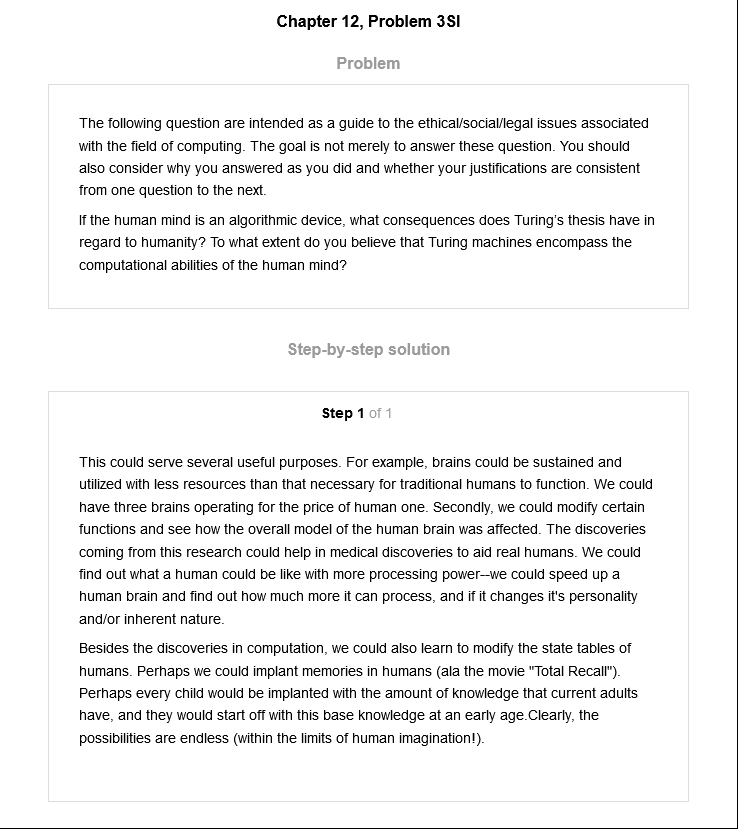 Chapter 12, Problem 3SI
Problem
The following question are intended as a guide to the ethical/social/legal issues associated
with the field of computing. The goal is not merely to answer these question. You should
also consider why you answered as you did and whether your justifications are consistent
from one question to the next.
If the human mind is an algorithmic device, what consequences does Turing's thesis have in
regard to humanity? To what extent do you believe that Turing machines encompass the
computational abilities of the human mind?
Step-by-step solution
Step 1 of 1
This could serve several useful purposes. For example, brains could be sustained and
utilized with less resources than that necessary for traditional humans to function. We could
have three brains operating for the price of human one. Secondly, we could modify certain
functions and see how the overall model of the human brain was affected. The discoveries
coming from this research could help in medical discoveries to aid real humans. We could
find out what a human could be like with more processing power--we could speed up a
human brain and find out how much more it can process, and if it changes it's personality
and/or inherent nature.
Besides the discoveries in computation, we could also learn to modify the state tables of
humans. Perhaps we could implant memories in humans (ala the movie "Total Recall").
Perhaps every child would be implanted with the amount of knowledge that current adults
have, and they would start off with this base knowledge at an early age.Clearly, the
possibilities are endless (within the limits of human imagination!).